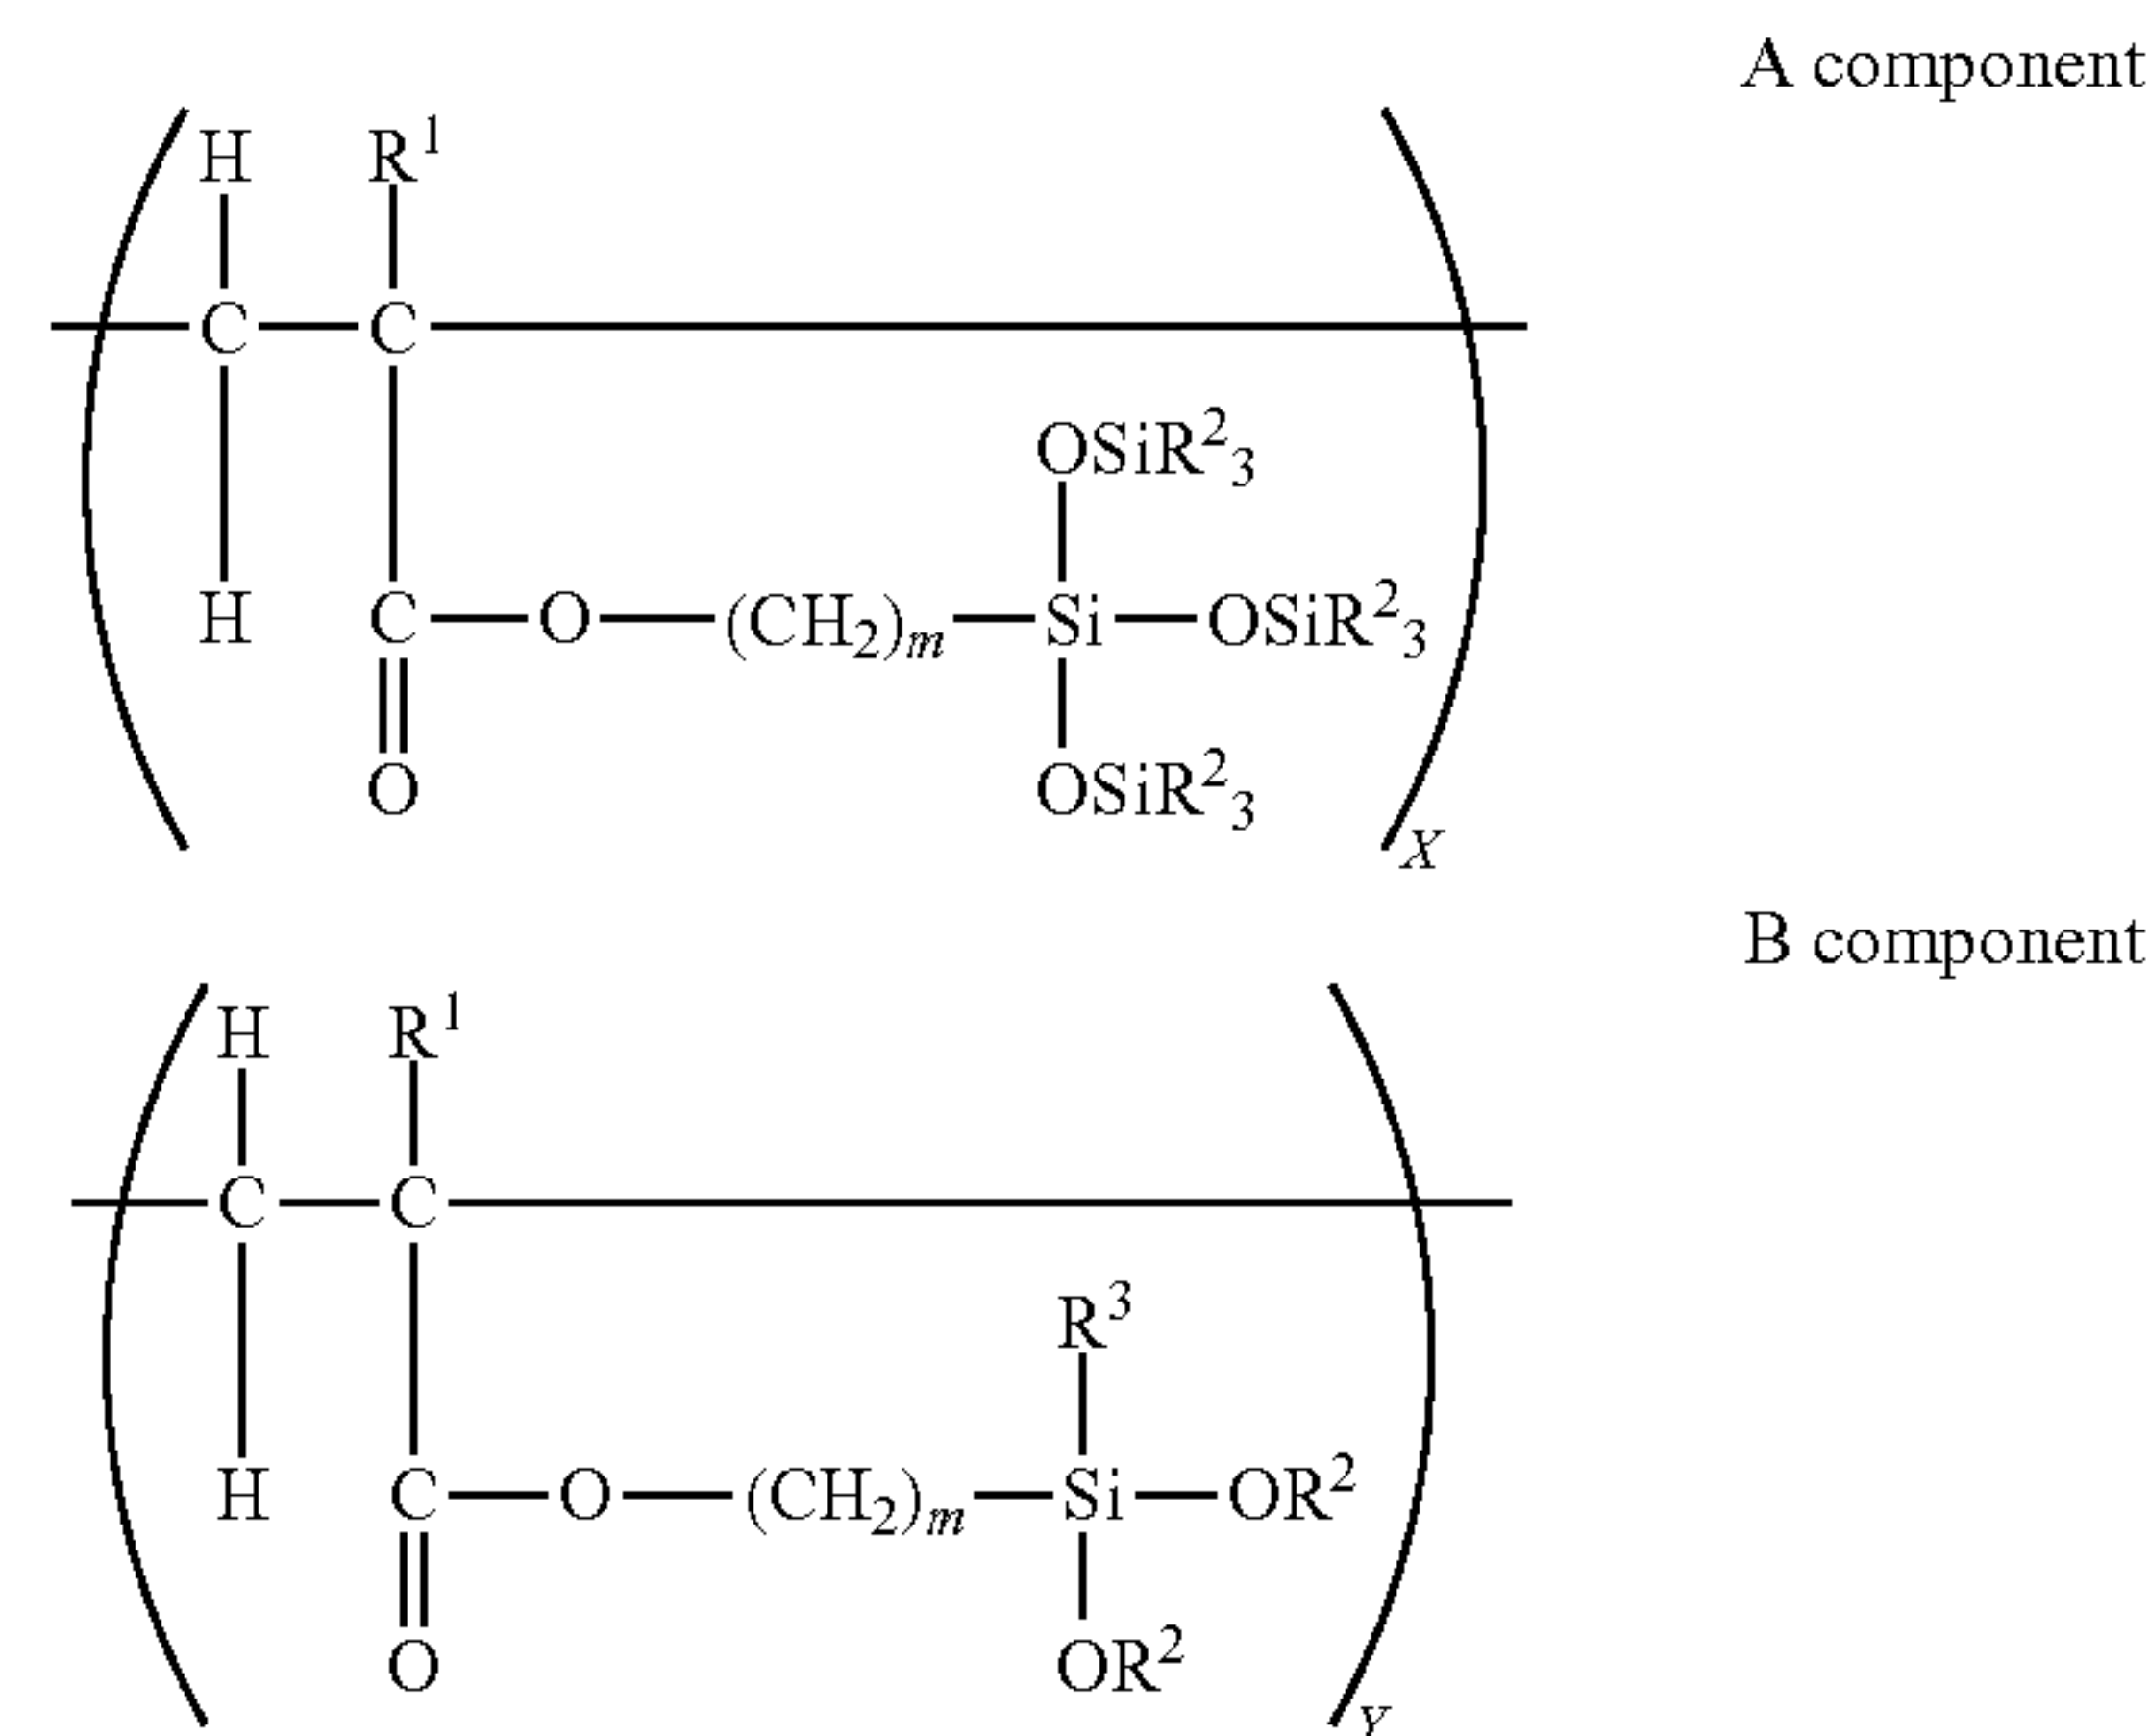 A component
H R¹
C C
OSiR²₃
H C O (CH₂)ₘ Si OSiR²₃
O OSiR²₃
X
B component
H R¹
C C
R³
H C O (CH₂)ₘ Si OR²
O OR²
Y